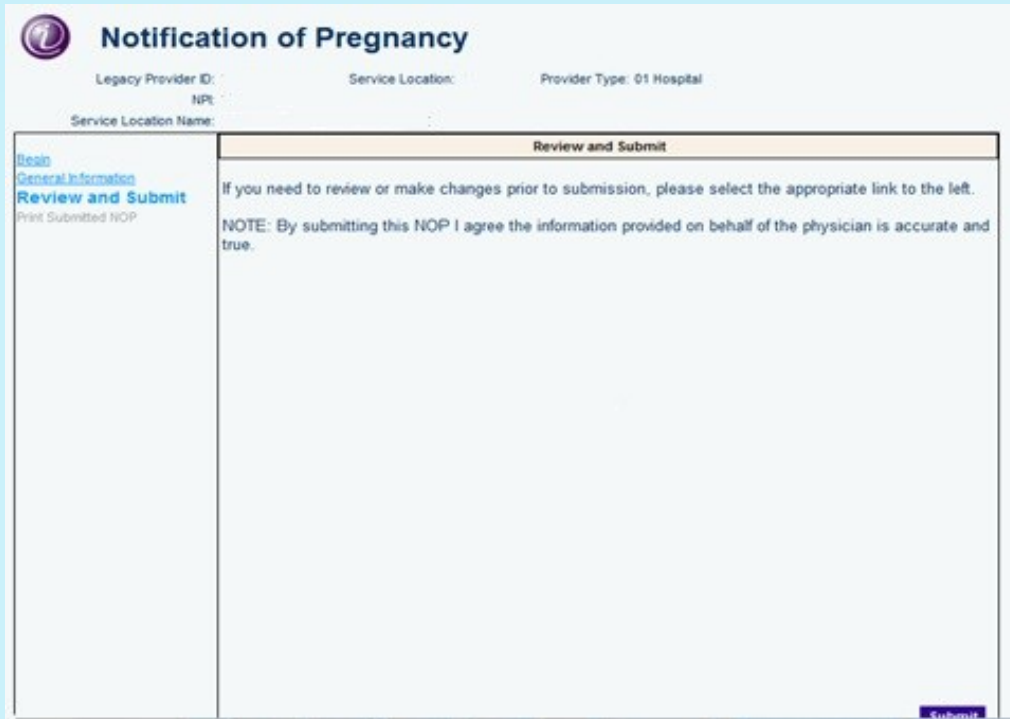 Notification of Pregnancy
Legacy Provider ID: Service Location: Provider Type: 01 Hospital
NPI:
Service Location Name:
Review and Submit
Begin
General Information
Review and Submit
Print Submitted NOP
If you need to review or make changes prior to submission, please select the appropriate link to the left.
NOTE: By submitting this NOP I agree the information provided on behalf of the physician is accurate and
true.
Submit